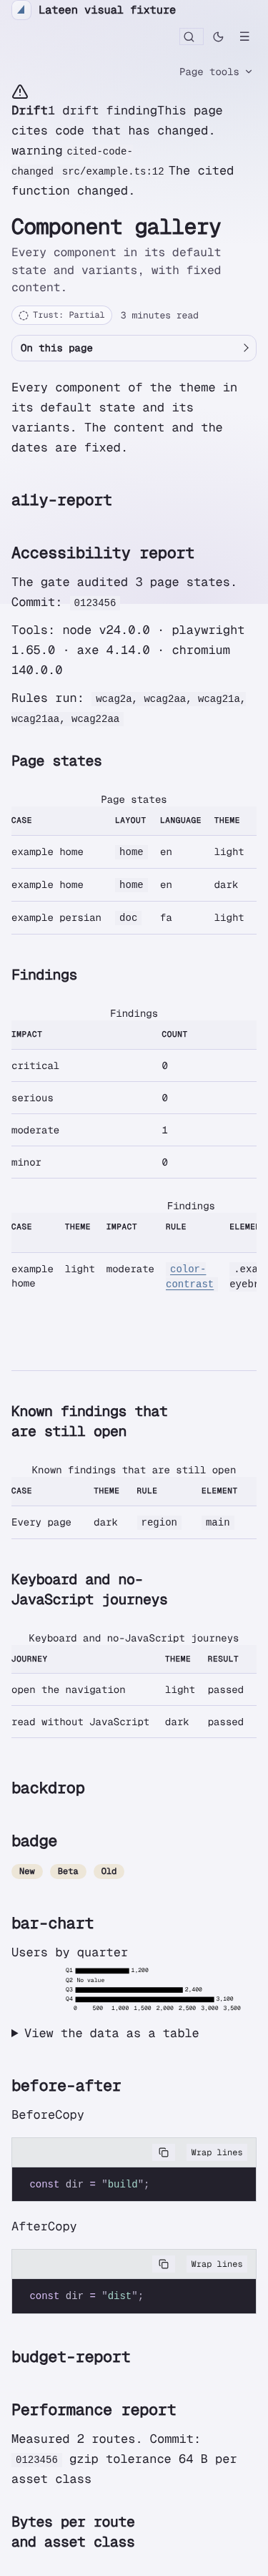 Lateen visual fixture
Page tools
Drift1 drift findingThis page
cites code that has changed.
warning cited-code-
changed src/example.ts:12 The cited
function changed.
Component gallery
Every component in its default
state and variants, with fixed
content.
Trust: Partial 3 minutes read
On this page
Every component of the theme in
its default state and its
variants. The content and the
dates are fixed.
a11y-report
Accessibility report
The gate audited 3 page states.
Commit: 0123456
Tools: node v24.0.0 · playwright
1.65.0 · axe 4.14.0 · chromium
140.0.0
Rules run: wcag2a, wcag2aa, wcag21a,
wcag21aa, wcag22aa
Page states
Page states
CASE LAYOUT LANGUAGE THEME
example home home en light
example home home en dark
example persian doc fa light
Findings
Findings
IMPACT COUNT
critical 0
serious 0
moderate 1
minor 0
Findings
CASE THEME IMPACT RULE ELEMEN
example light moderate color- .exa
home contrast eyebr
Known findings that
are still open
Known findings that are still open
CASE THEME RULE ELEMENT
Every page dark region main
Keyboard and no-
JavaScript journeys
Keyboard and no-JavaScript journeys
JOURNEY THEME RESULT
open the navigation light passed
read without JavaScript dark passed
backdrop
badge
New Beta Old
bar-chart
Users by quarter
Q1 1,200
Q2 No value
Q3 2,400
Q4 3,100
0 500 1,000 1,500 2,000 2,500 3,000 3,500
View the data as a table
before-after
BeforeCopy
Wrap lines
const dir = "build";
AfterCopy
Wrap lines
const dir = "dist";
budget-report
Performance report
Measured 2 routes. Commit:
0123456 gzip tolerance 64 B per
asset class
Bytes per route
and asset class